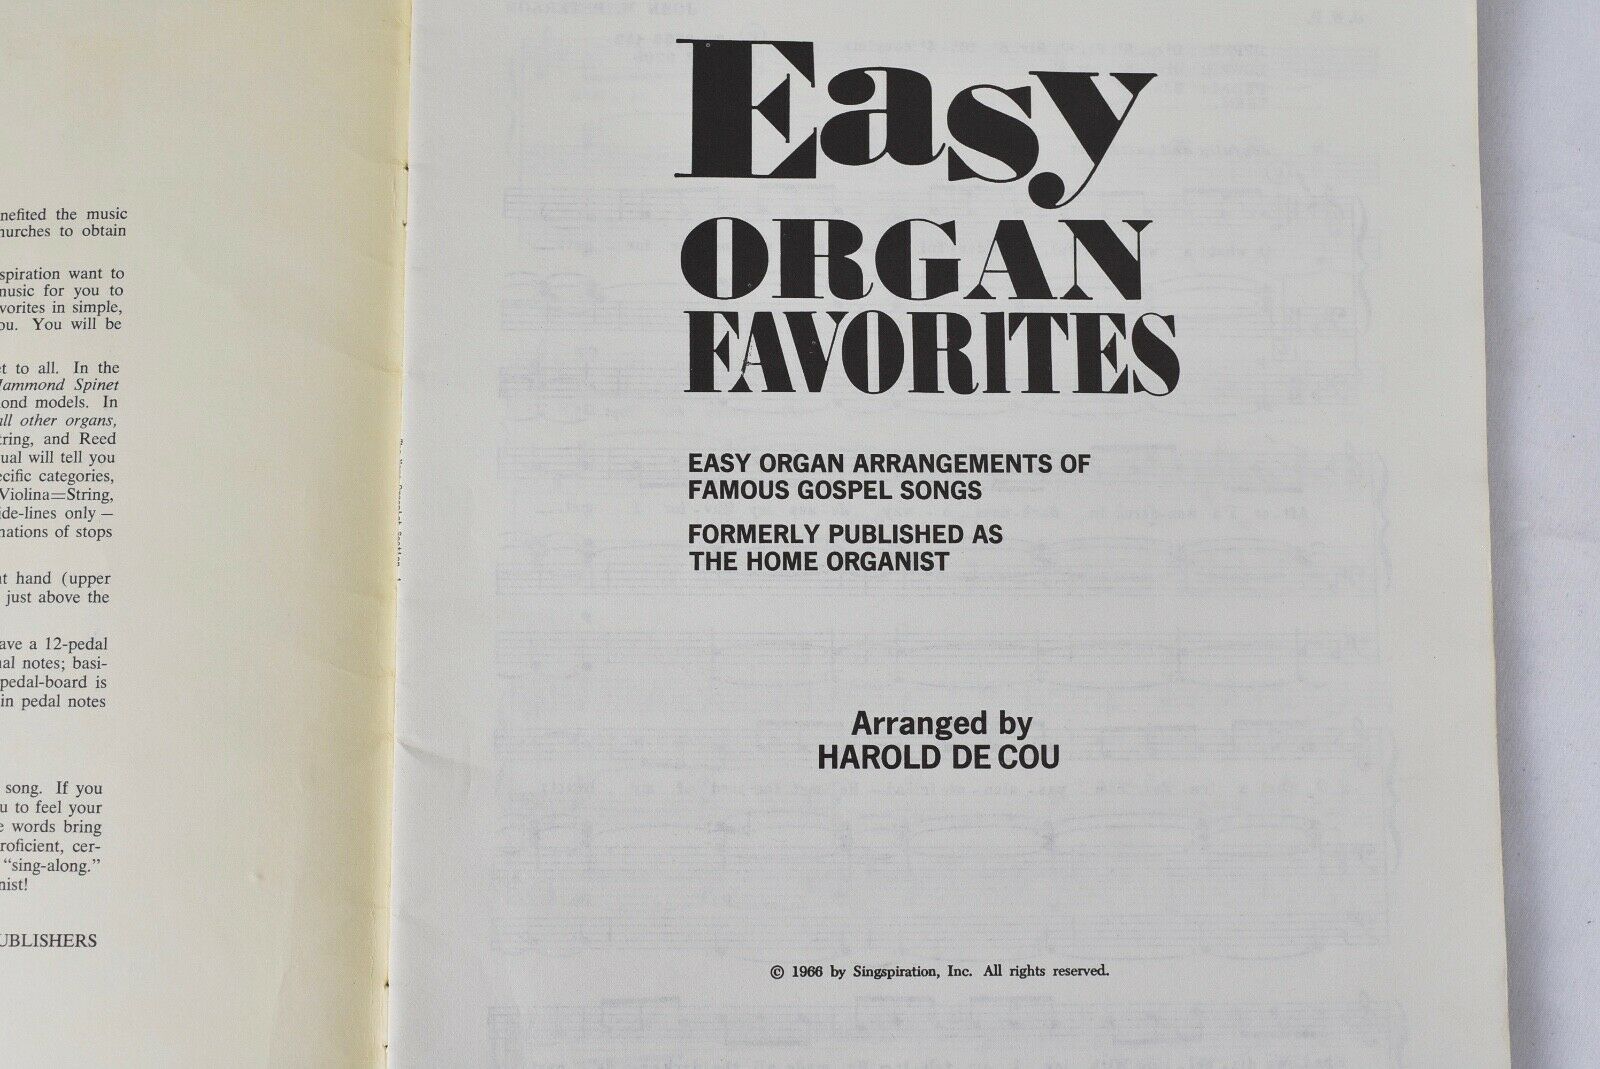 nefited the music
hurches to obtain
spiration want to
music for you to
vorites in simple,
ou. You will be
et to all. In the
Hammond Spinet
ond models. In
all other organs,
tring, and Reed
ual will tell you
ecific categories,
Violina=String,
ide-lines only —
nations of stops
t hand (upper
just above the
ave a 12-pedal
al notes; basi-
pedal-board is
in pedal notes
song. If you
u to feel your
e words bring
roficient, cer-
"sing-along."
nist!
UBLISHERS
Easy
ORGAN
FAVORITES
EASY ORGAN ARRANGEMENTS OF
FAMOUS GOSPEL SONGS
FORMERLY PUBLISHED AS
THE HOME ORGANIST
Arranged by
HAROLD DE COU
© 1966 by Singspiration, Inc. All rights reserved.